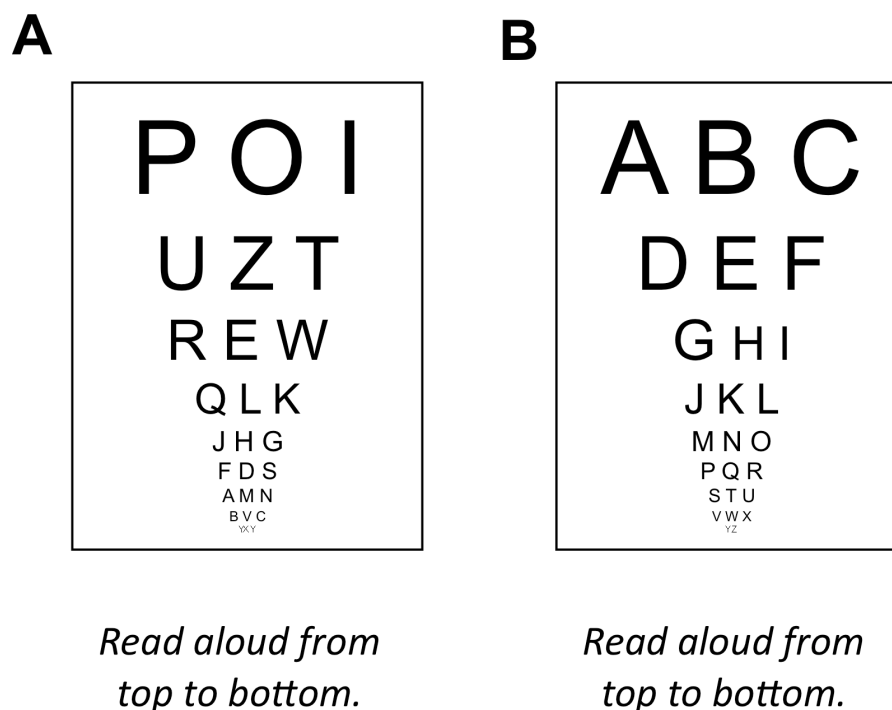 A
P O I
U Z T
R E W
Q L K
J H G
F D S
A M N
B V C
Y X Y
Read aloud from
top to bottom.
B
A B C
D E F
G H I
J K L
M N O
P Q R
S T U
V W X
Y Z
Read aloud from
top to bottom.